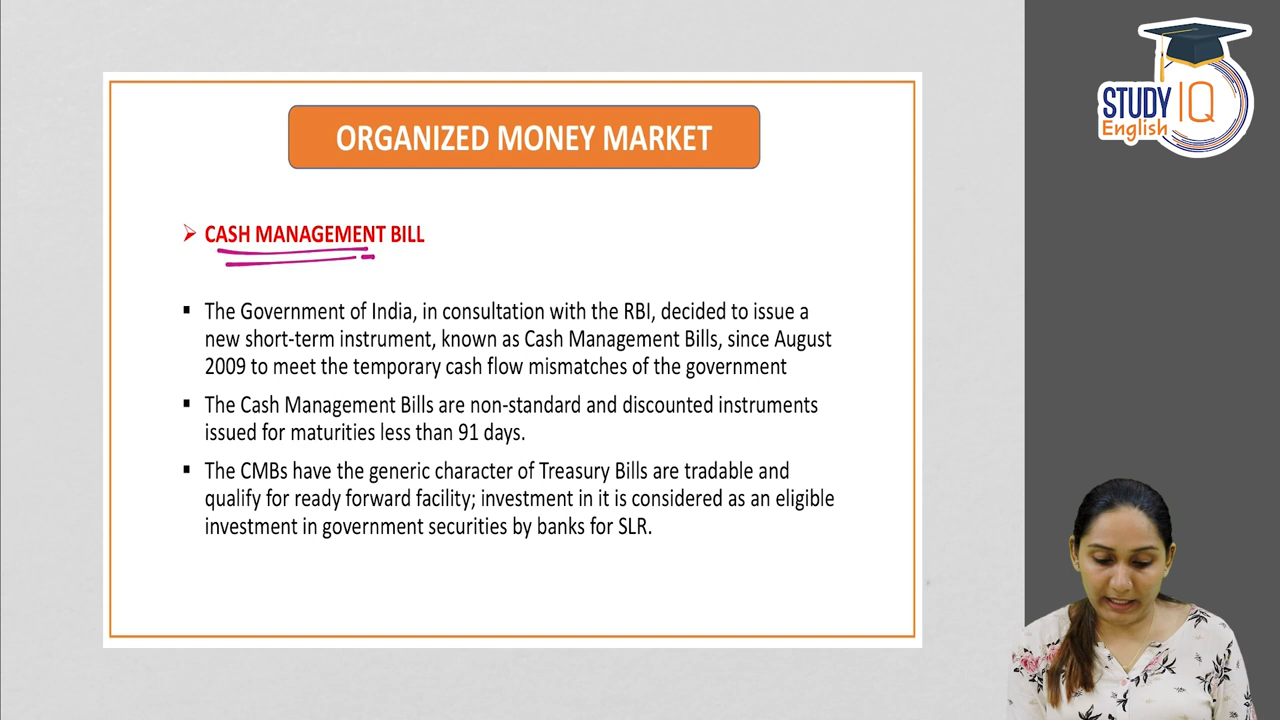 ORGANIZED MONEY MARKET
CASH MANAGEMENT BILL
The Government of India, in consultation with the RBI, decided to issue a
new short-term instrument, known as Cash Management Bills, since August
2009 to meet the temporary cash flow mismatches of the government
The Cash Management Bills are non-standard and discounted instruments
issued for maturities less than 91 days.
The CMBs have the generic character of Treasury Bills are tradable and
qualify for ready forward facility; investment in it is considered as an eligible
investment in government securities by banks for SLR.
STUDY IQ
English